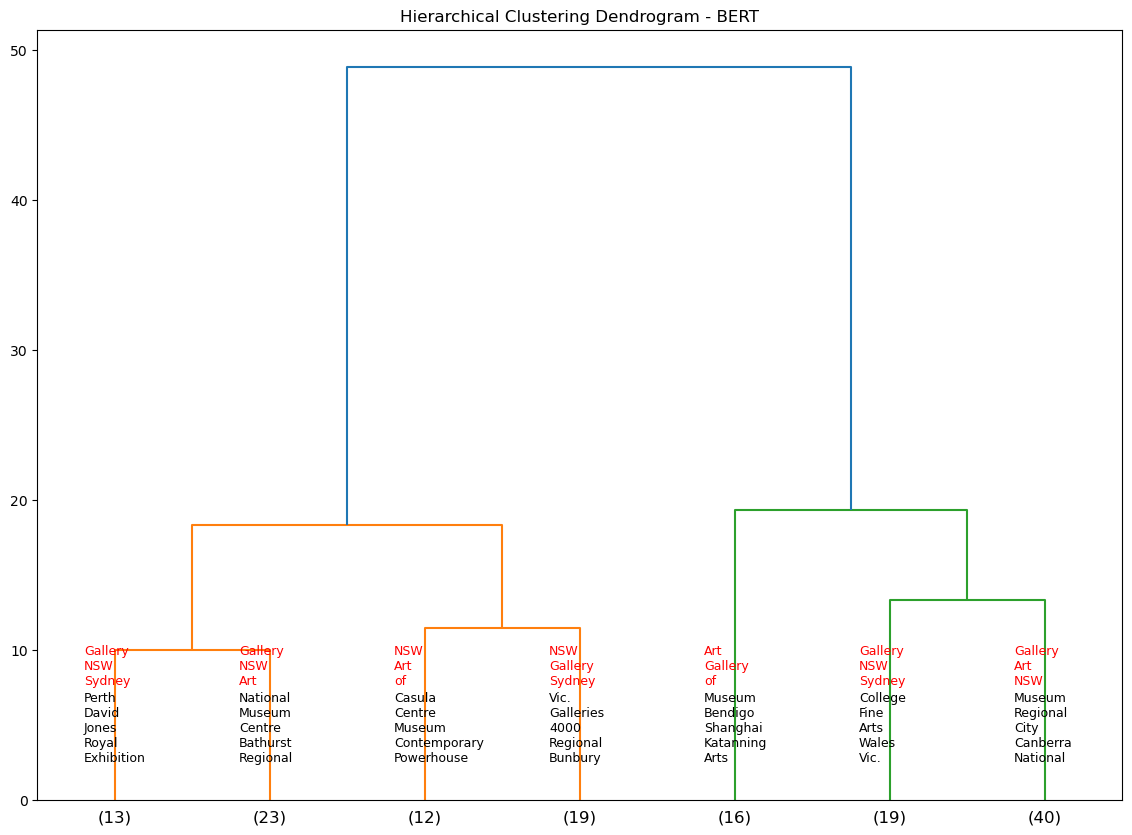 Hierarchical Clustering Dendrogram - BERT
50
40
30
20
10
0
Gallery
NSW
Sydney
Perth
David
Jones
Royal
Exhibition
(13)
Gallery
NSW
Art
National
Museum
Centre
Bathurst
Regional
(23)
NSW
Art
of
Casula
Centre
Museum
Contemporary
Powerhouse
(12)
NSW
Gallery
Sydney
Vic.
Galleries
4000
Regional
Bunbury
(19)
Art
Gallery
of
Museum
Bendigo
Shanghai
Katanning
Arts
(16)
Gallery
NSW
Sydney
College
Fine
Arts
Wales
Vic.
(19)
Gallery
Art
NSW
Museum
Regional
City
Canberra
National
(40)